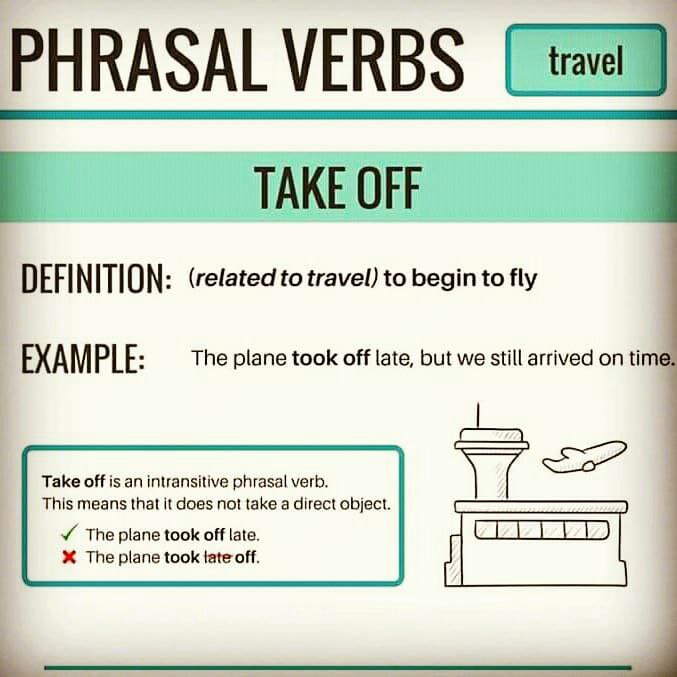 PHRASAL VERBS
travel
TAKE OFF
DEFINITION: (related to travel) to begin to fly
EXAMPLE: The plane took off late, but we still arrived on time.
Take off is an intransitive phrasal verb.
This means that it does not take a direct object.
✓ The plane took off late.
✗ The plane took late off.